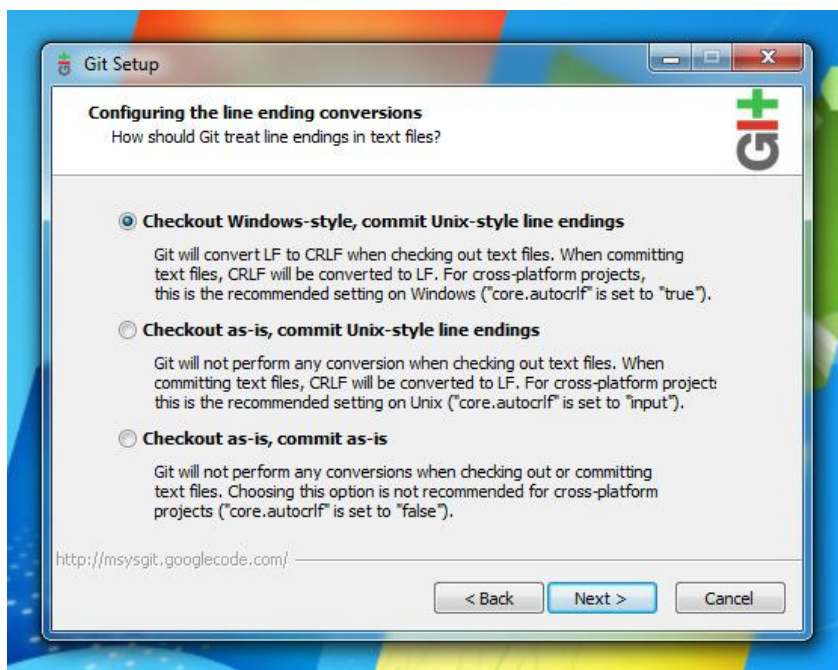 Git Setup
Configuring the line ending conversions
How should Git treat line endings in text files?
GIt
Checkout Windows-style, commit Unix-style line endings
Git will convert LF to CRLF when checking out text files. When committing
text files, CRLF will be converted to LF. For cross-platform projects,
this is the recommended setting on Windows ("core.autocrlf" is set to "true").
Checkout as-is, commit Unix-style line endings
Git will not perform any conversion when checking out text files. When
committing text files, CRLF will be converted to LF. For cross-platform project
this is the recommended setting on Unix ("core.autocrlf" is set to "input").
Checkout as-is, commit as-is
Git will not perform any conversions when checking out or committing
text files. Choosing this option is not recommended for cross-platform
projects ("core.autocrlf" is set to "false").
http://msysgit.googlecode.com/
< Back
Next >
Cancel